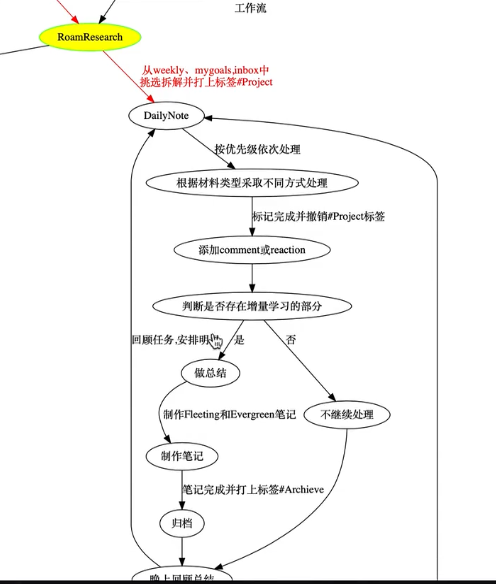 工作流
RoamResearch
从weekly、mygoals,inbox中
挑选拆解并打上标签#Project
DailyNote
按优先级依次处理
根据材料类型采取不同方式处理
标记完成并撤销#Project标签
添加comment或reaction
判断是否存在增量学习的部分
回顾任务,安排明
是
否
做总结
制作Fleeting和Evergreen笔记
不继续处理
制作笔记
笔记完成并打上标签#Archieve
归档
晚上回顾总结